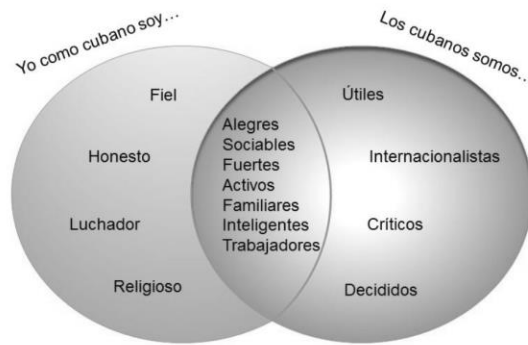 Yo como cubano soy...
Los cubanos somos...
Fiel
Honesto
Luchador
Religioso
Alegres
Sociables
Fuertes
Activos
Familiares
Inteligentes
Trabajadores
Útiles
Internacionalistas
Críticos
Decididos